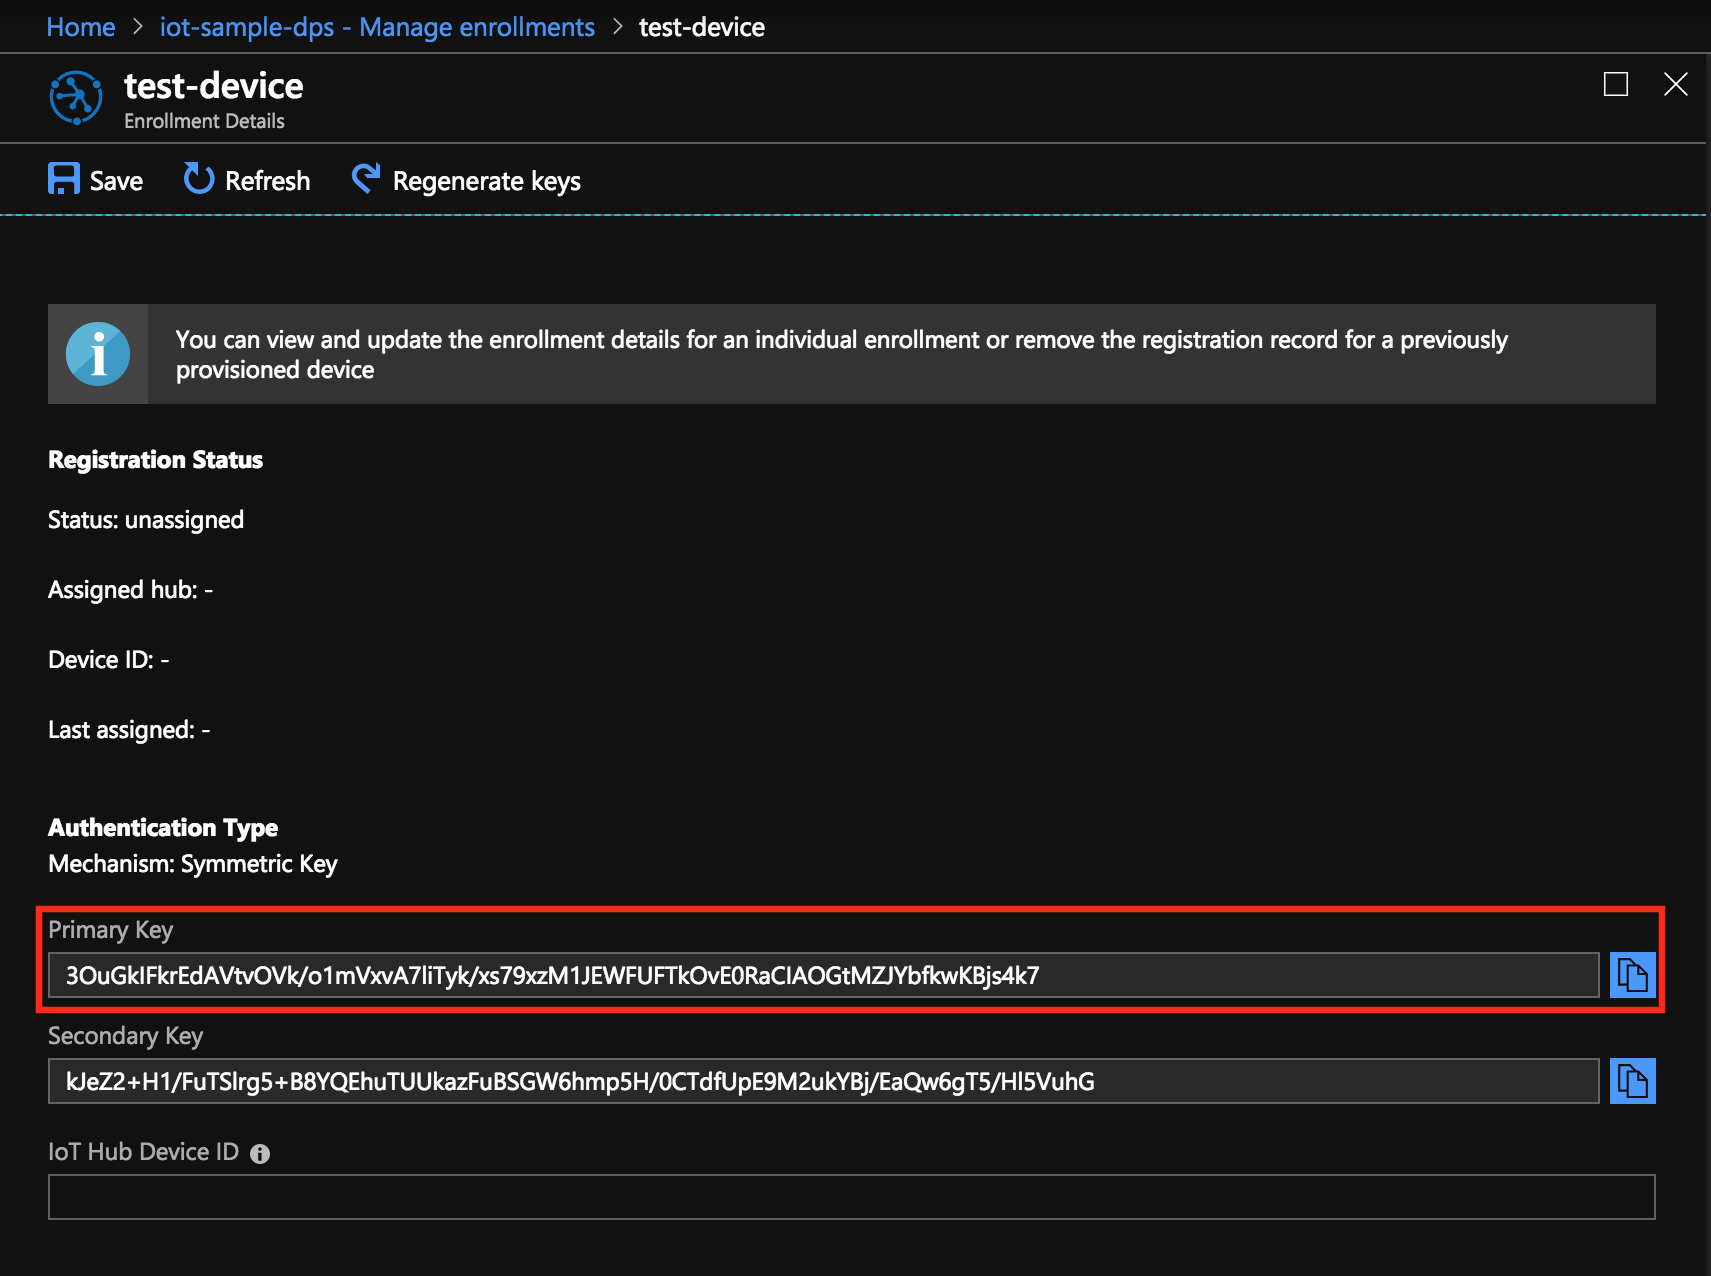 Home > iot-sample-dps - Manage enrollments > test-device
test-device
Enrollment Details
Save Refresh Regenerate keys
You can view and update the enrollment details for an individual enrollment or remove the registration record for a previously
provisioned device
Registration Status
Status: unassigned
Assigned hub: -
Device ID: -
Last assigned: -
Authentication Type
Mechanism: Symmetric Key
Primary Key
3OuGkIFkrEdAVtvOVk/o1mVxvA7liTyk/xs79xzM1JEWFUFTkOvE0RaClAOGtMZJYbfkwKBjs4k7
Secondary Key
kJeZ2+H1/FuTSlrg5+B8YQEhuTUUkazFuBSGW6hmp5H/0CTdfUpE9M2ukYBj/EaQw6gT5/Hl5VuhG
IoT Hub Device ID